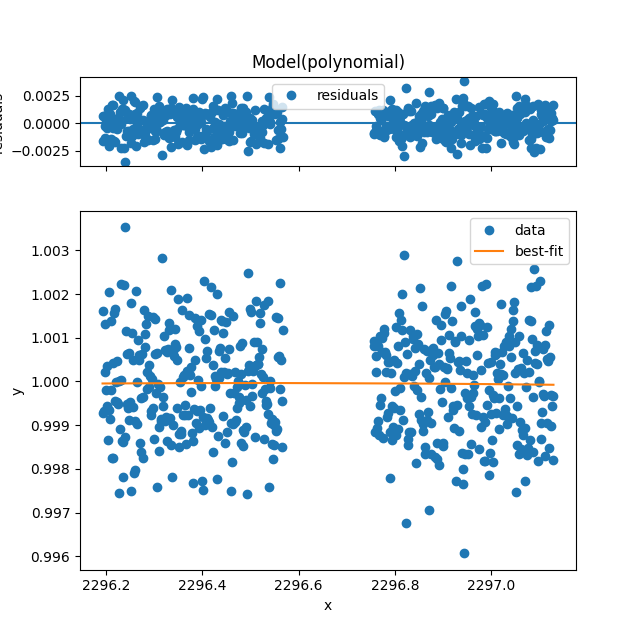 Model(polynomial)
residuals
0.0025
0.0000
−0.0025
residuals
data
best-fit
1.003
1.002
1.001
1.000
0.999
0.998
0.997
0.996
y
2296.2
2296.4
2296.6
2296.8
2297.0
x